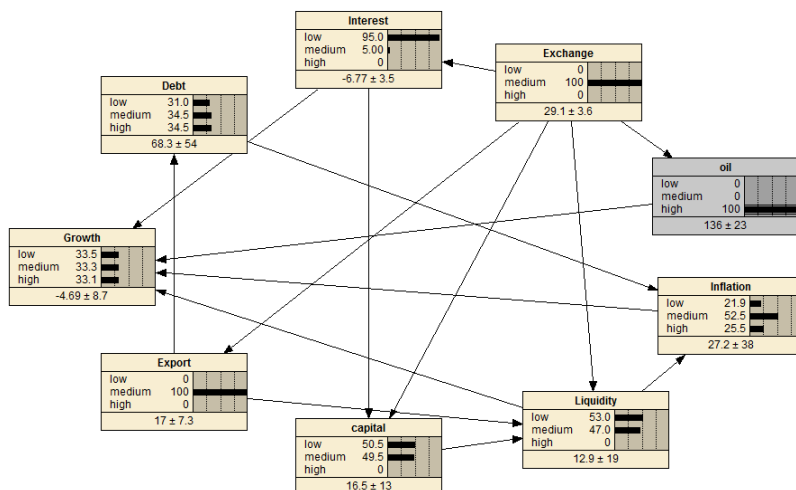 Interest
low 95.0
medium 5.00
high 0
-6.77 ± 3.5
Exchange
low 0
medium 100
high 0
29.1 ± 3.6
Debt
low 31.0
medium 34.5
high 34.5
68.3 ± 54
oil
low 0
medium 0
high 100
136 ± 23
Growth
low 33.5
medium 33.3
high 33.1
-4.69 ± 8.7
Inflation
low 21.9
medium 52.5
high 25.5
27.2 ± 38
Export
low 0
medium 100
high 0
17 ± 7.3
capital
low 50.5
medium 49.5
high 0
16.5 ± 13
Liquidity
low 53.0
medium 47.0
high 0
12.9 ± 19